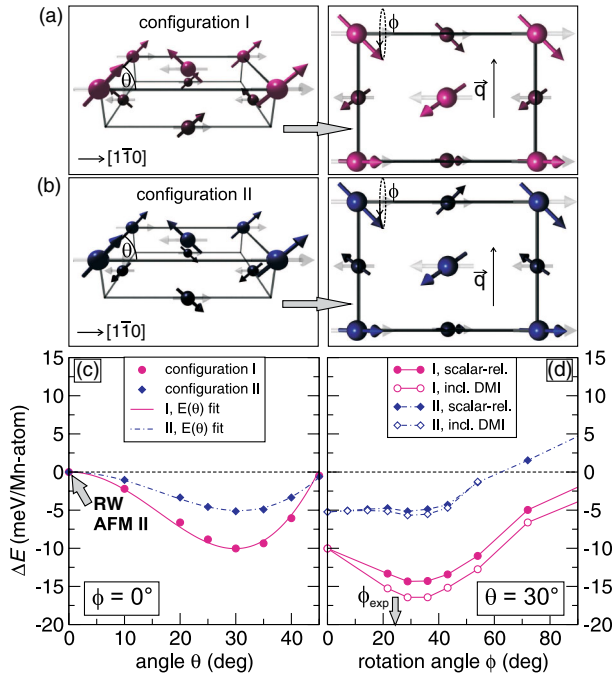 (a)
configuration I
θ
→[11̄0]
ϕ
q⃗
(b)
configuration II
θ
→[11̄0]
ϕ
q⃗
(c)
configuration I
configuration II
I, E(θ) fit
II, E(θ) fit
I, scalar-rel.
I, incl. DMI
II, scalar-rel.
II, incl. DMI
(d)
ΔE (meV/Mn-atom)
15
10
5
0
-5
-10
-15
-20
RW
AFM II
ϕ = 0°
ϕexp
θ = 30°
15
10
5
0
-5
-10
-15
-20
0 10 20 30 40
0 20 40 60 80
angle θ (deg)
rotation angle ϕ (deg)